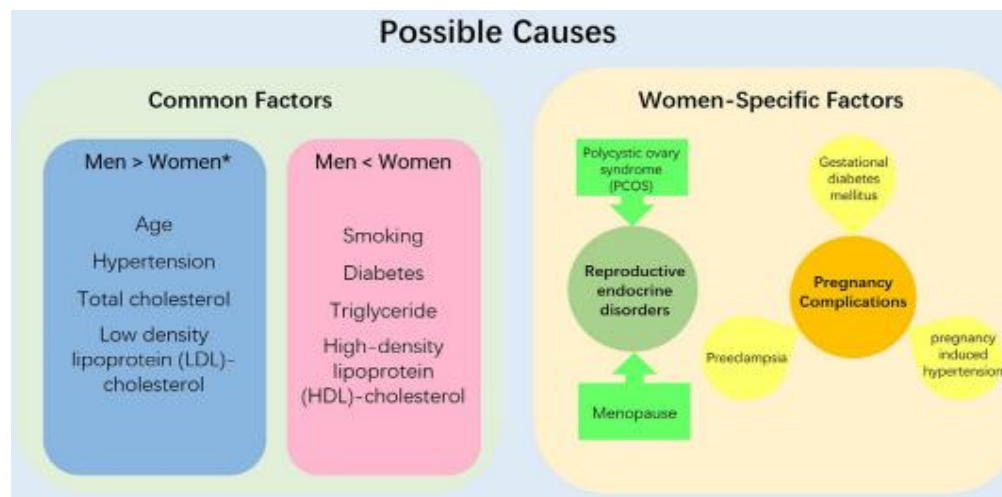 Possible Causes
Common Factors
Men > Women*
Age
Hypertension
Total cholesterol
Low density
lipoprotein (LDL)-
cholesterol
Men < Women
Smoking
Diabetes
Triglyceride
High-density
lipoprotein
(HDL)-cholesterol
Women-Specific Factors
Polycystic ovary
syndrome
(PCOS)
Reproductive
endocrine
disorders
Menopause
Gestational
diabetes
mellitus
Pregnancy
Complications
Preeclampsia
pregnancy
induced
hypertension